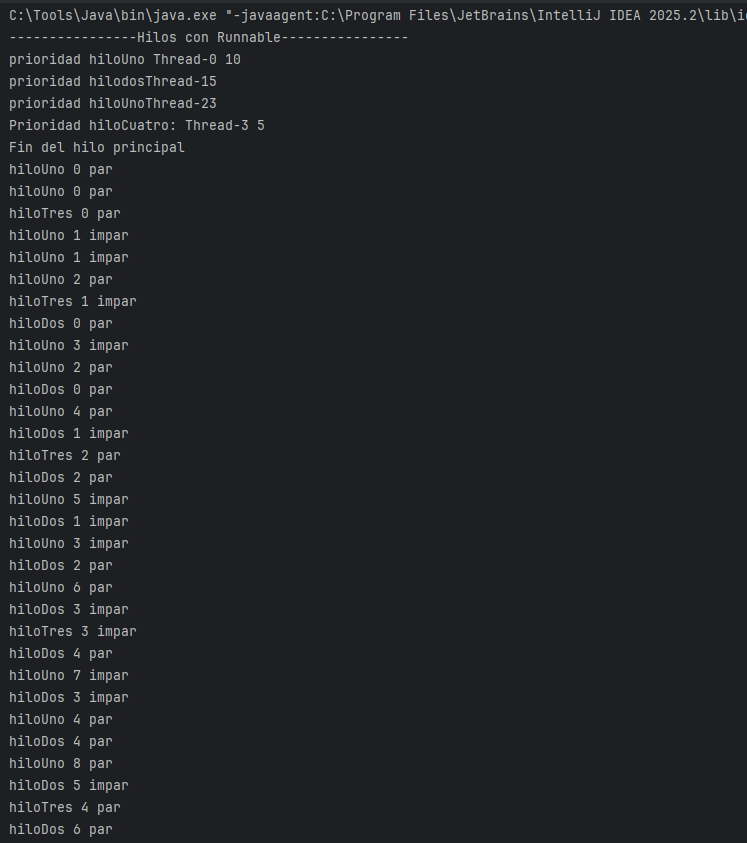 C:\Tools\Java\bin\java.exe "-javaagent:C:\Program Files\JetBrains\IntelliJ IDEA 2025.2\lib\i
----------------Hilos con Runnable----------------
prioridad hiloUno Thread-0 10
prioridad hilodosThread-15
prioridad hiloUnoThread-23
Prioridad hiloCuatro: Thread-3 5
Fin del hilo principal
hiloUno 0 par
hiloUno 0 par
hiloTres 0 par
hiloUno 1 impar
hiloUno 1 impar
hiloUno 2 par
hiloTres 1 impar
hiloDos 0 par
hiloUno 3 impar
hiloUno 2 par
hiloDos 0 par
hiloUno 4 par
hiloDos 1 impar
hiloTres 2 par
hiloDos 2 par
hiloUno 5 impar
hiloDos 1 impar
hiloUno 3 impar
hiloDos 2 par
hiloUno 6 par
hiloDos 3 impar
hiloTres 3 impar
hiloDos 4 par
hiloUno 7 impar
hiloDos 3 impar
hiloUno 4 par
hiloDos 4 par
hiloUno 8 par
hiloDos 5 impar
hiloTres 4 par
hiloDos 6 par